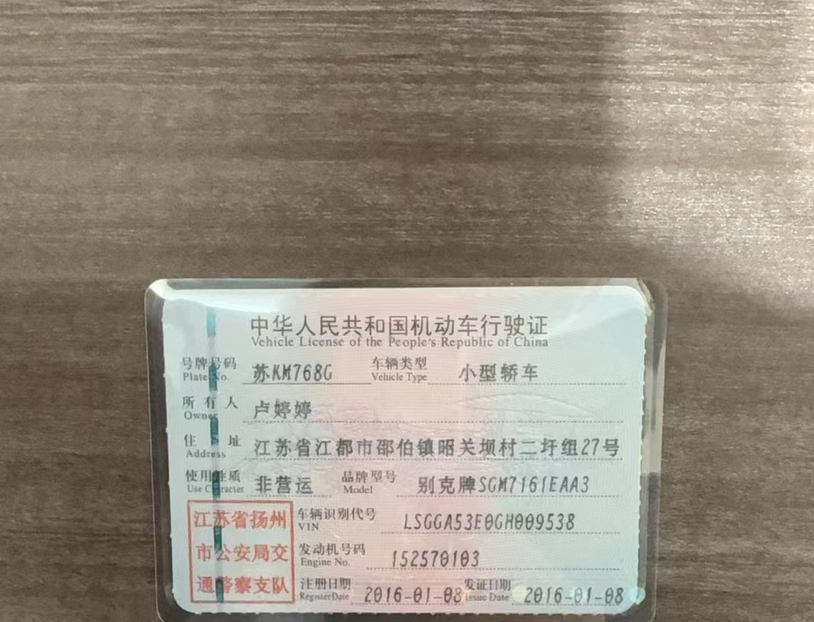 中华人民共和国机动车行驶证
Vehicle License of the People's Republic of China
号牌号码 苏KM768G 车辆类型 小型轿车
Plate No. Vehicle Type
所有人 卢婷婷
Owner
住址 江苏省江都市邵伯镇昭关坝村二圩组27号
Address
使用性质 非营运 品牌型号 别克牌SGM7161EAA3
Use Character Model
江苏省扬州 车辆识别代号 LSGGA53E0GH009538
VIN
市公安局交 发动机号码 152570103
Engine No.
通警察支队 注册日期 2016-01-08 发证日期 2016-01-08
Register Date Issue Date